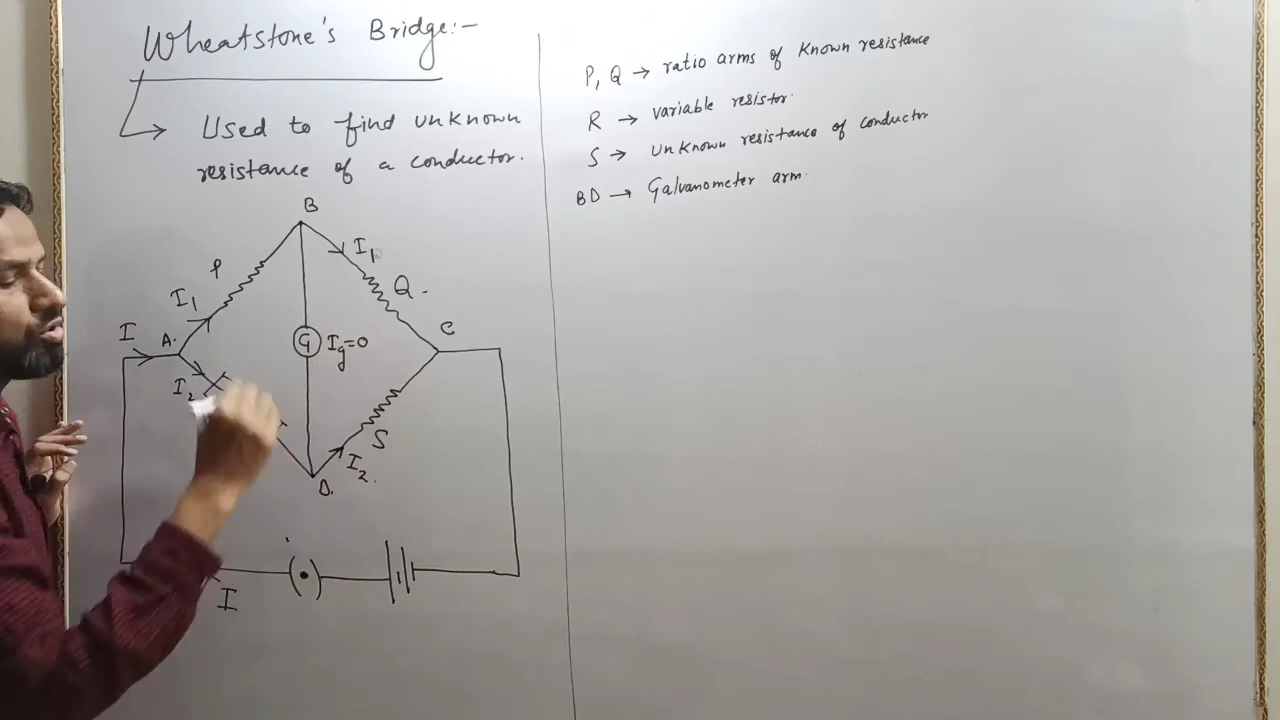 Wheatstone's Bridge:-
Used to find unknown
resistance of a conductor.
B
P
I1
Q.
I1
I
A.
C
G
Ig=0
I2
S
I2.
D.
I
P, Q → ratio arms of known resistance
R → variable resistor.
S → unknown resistance of conductor
BD → Galvanometer arm.